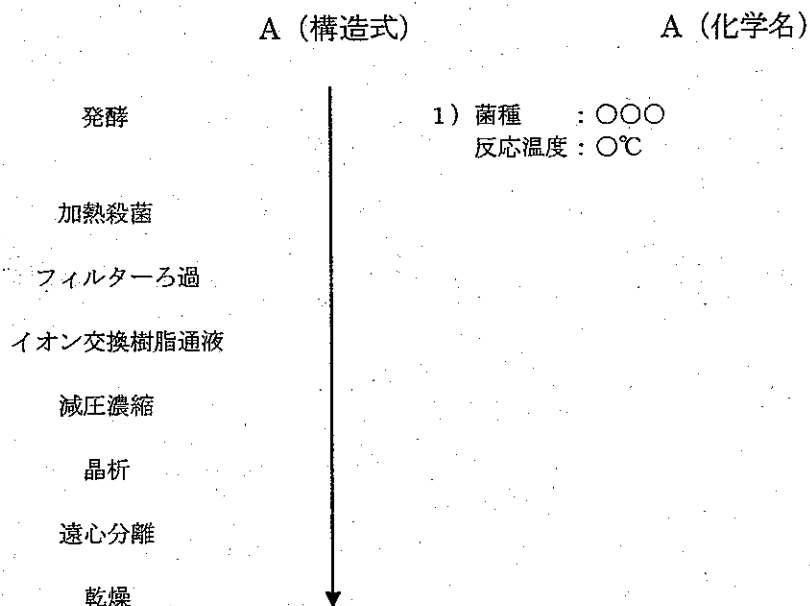 A（構造式） A（化学名）
発酵 1）菌種 ：〇〇〇
反応温度：〇℃
加熱殺菌
フィルターろ過
イオン交換樹脂通液
減圧濃縮
晶析
遠心分離
乾燥